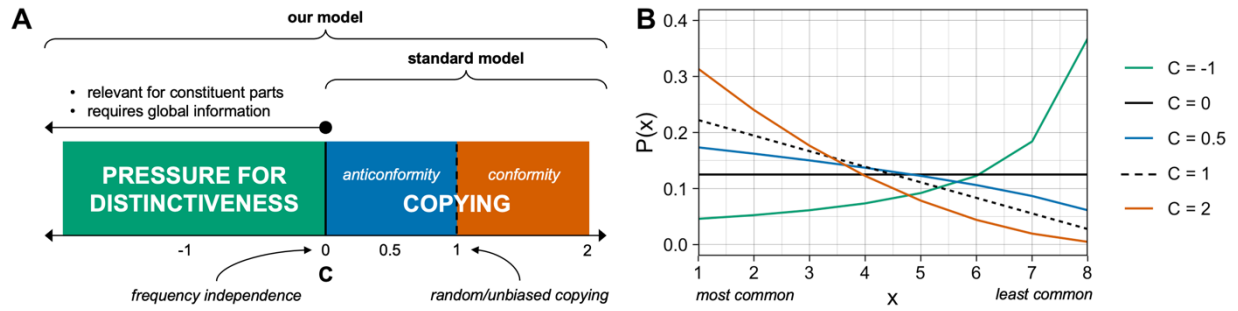 A
our model
standard model
• relevant for constituent parts
• requires global information
PRESSURE FOR
DISTINCTIVENESS
anticonformity
conformity
COPYING
-1
0
0.5
1
2
C
frequency independence
random/unbiased copying
B
0.4
0.3
0.2
0.1
0.0
P(x)
1
2
3
4
5
6
7
8
most common
x
least common
C = -1
C = 0
C = 0.5
C = 1
C = 2